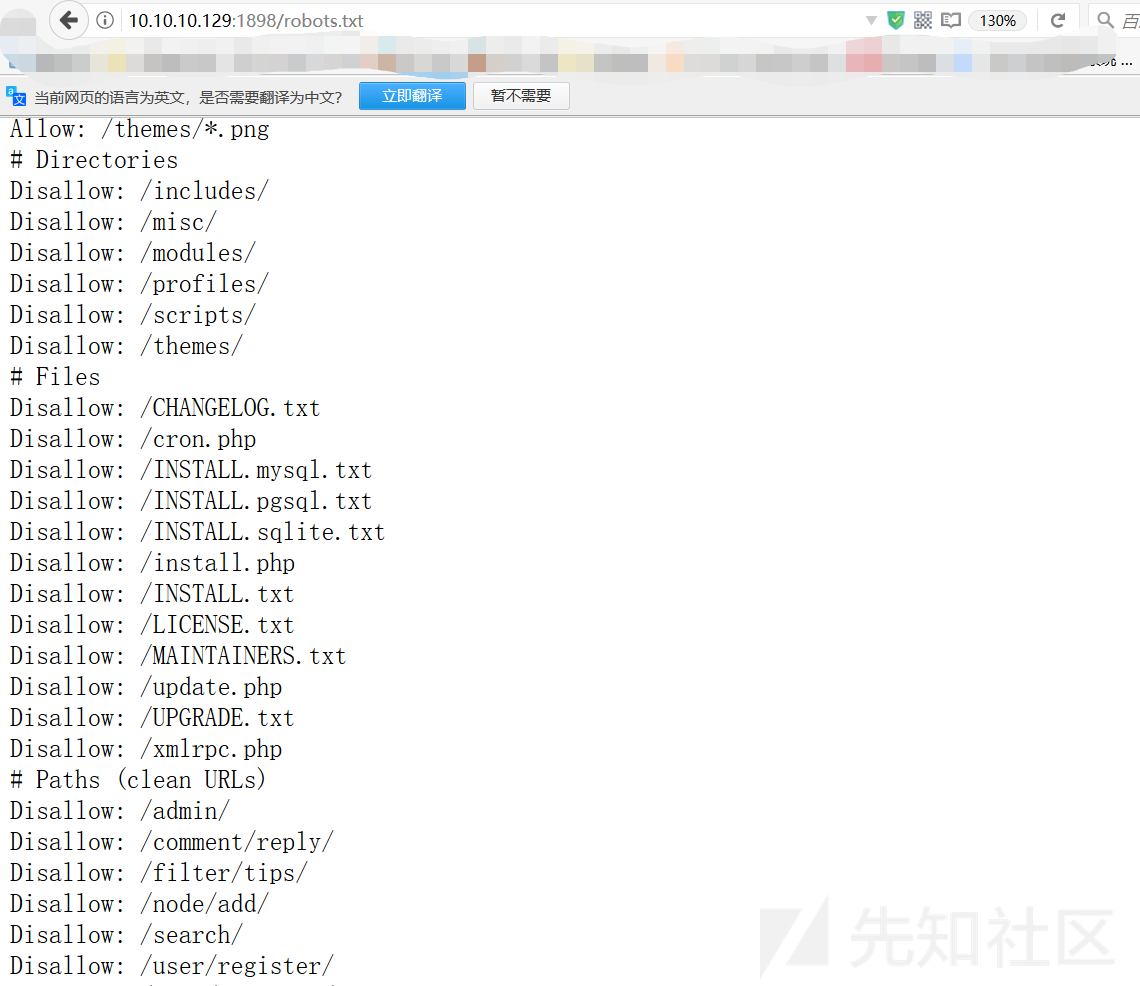 10.10.10.129:1898/robots.txt
130%
百
当前网页的语言为英文，是否需要翻译为中文？
立即翻译
暂不需要
Allow: /themes/*.png
# Directories
Disallow: /includes/
Disallow: /misc/
Disallow: /modules/
Disallow: /profiles/
Disallow: /scripts/
Disallow: /themes/
# Files
Disallow: /CHANGELOG.txt
Disallow: /cron.php
Disallow: /INSTALL.mysql.txt
Disallow: /INSTALL.pgsql.txt
Disallow: /INSTALL.sqlite.txt
Disallow: /install.php
Disallow: /INSTALL.txt
Disallow: /LICENSE.txt
Disallow: /MAINTAINERS.txt
Disallow: /update.php
Disallow: /UPGRADE.txt
Disallow: /xmlrpc.php
# Paths (clean URLs)
Disallow: /admin/
Disallow: /comment/reply/
Disallow: /filter/tips/
Disallow: /node/add/
Disallow: /search/
Disallow: /user/register/
先知社区